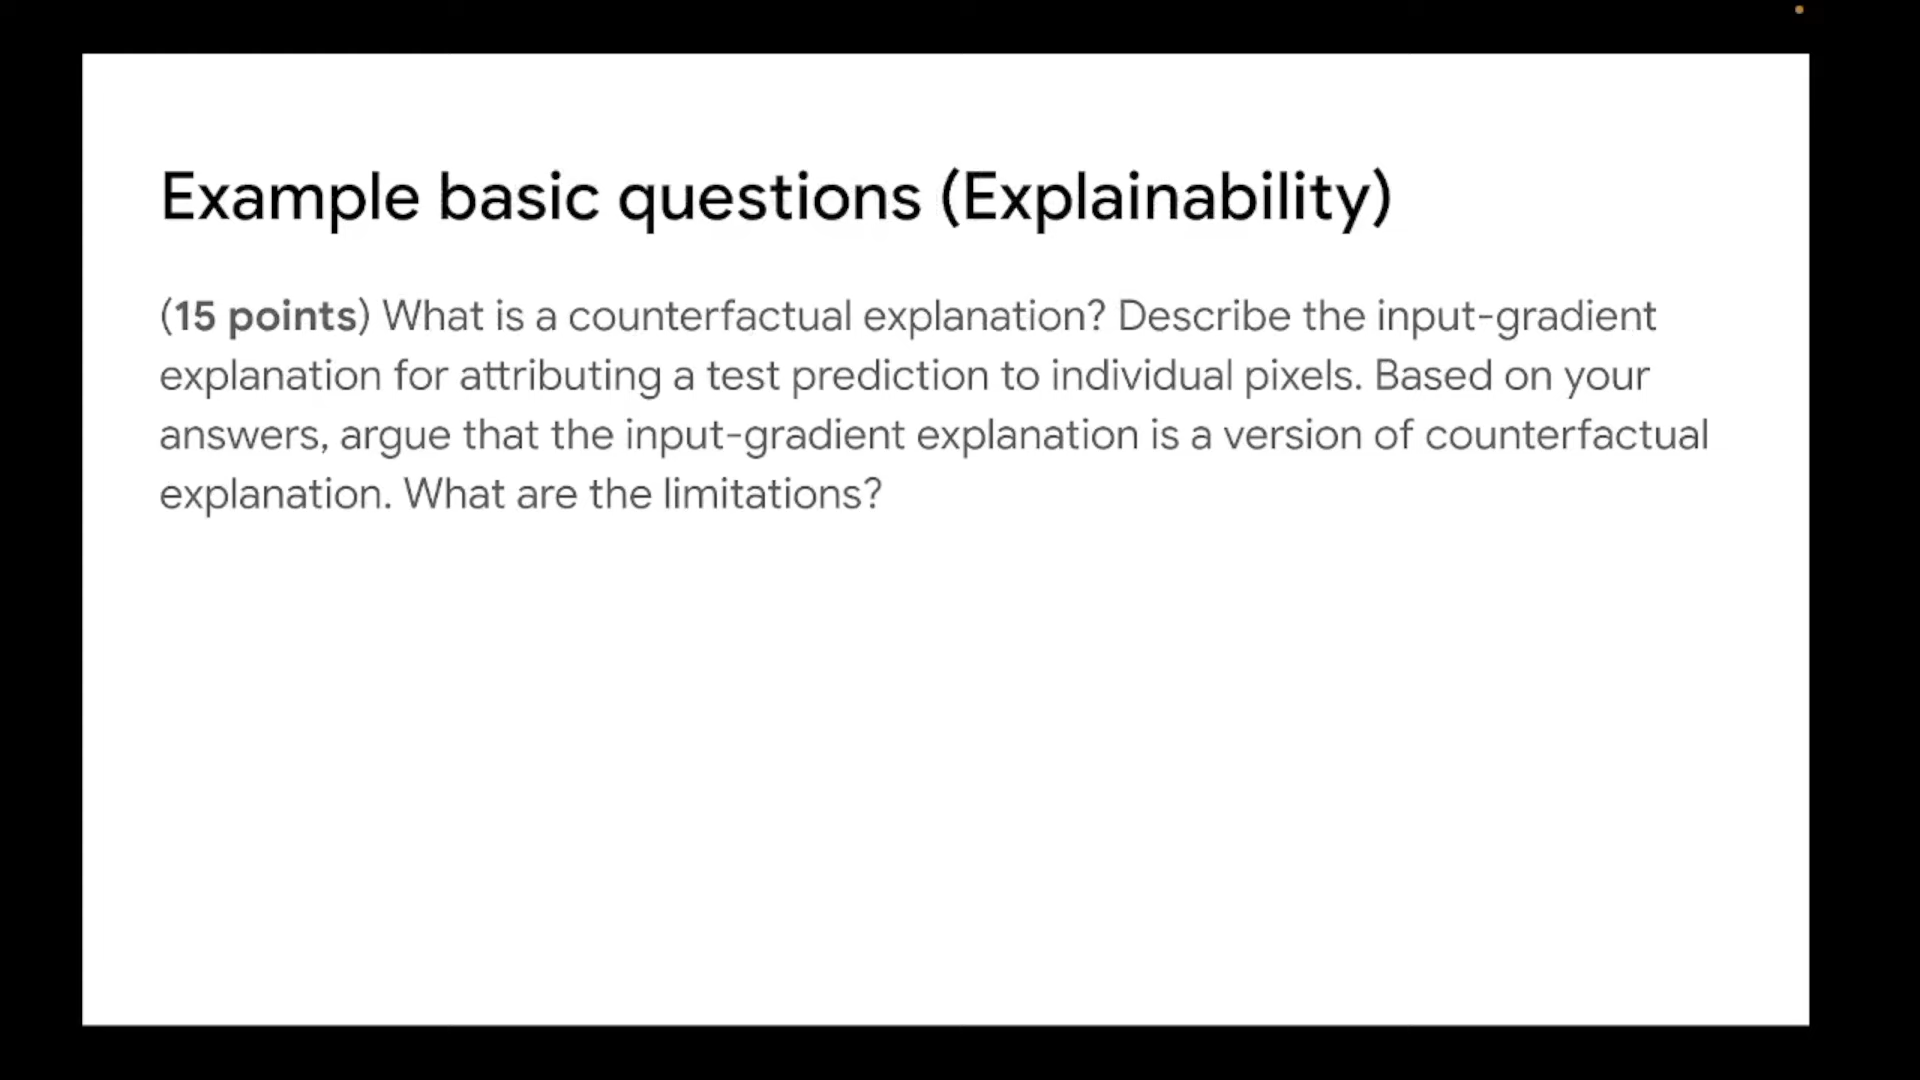 Example basic questions (Explainability)
(15 points) What is a counterfactual explanation? Describe the input-gradient
explanation for attributing a test prediction to individual pixels. Based on your
answers, argue that the input-gradient explanation is a version of counterfactual
explanation. What are the limitations?